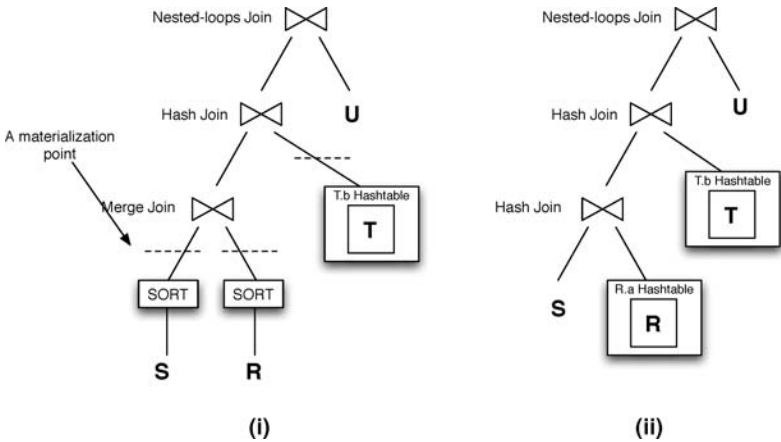 Nested-loops Join
Hash Join
U
A materialization
point
T.b Hashtable
T
Merge Join
SORT
SORT
S
R
(i)
Nested-loops Join
Hash Join
U
T.b Hashtable
T
Hash Join
R.a Hashtable
S
R
(ii)